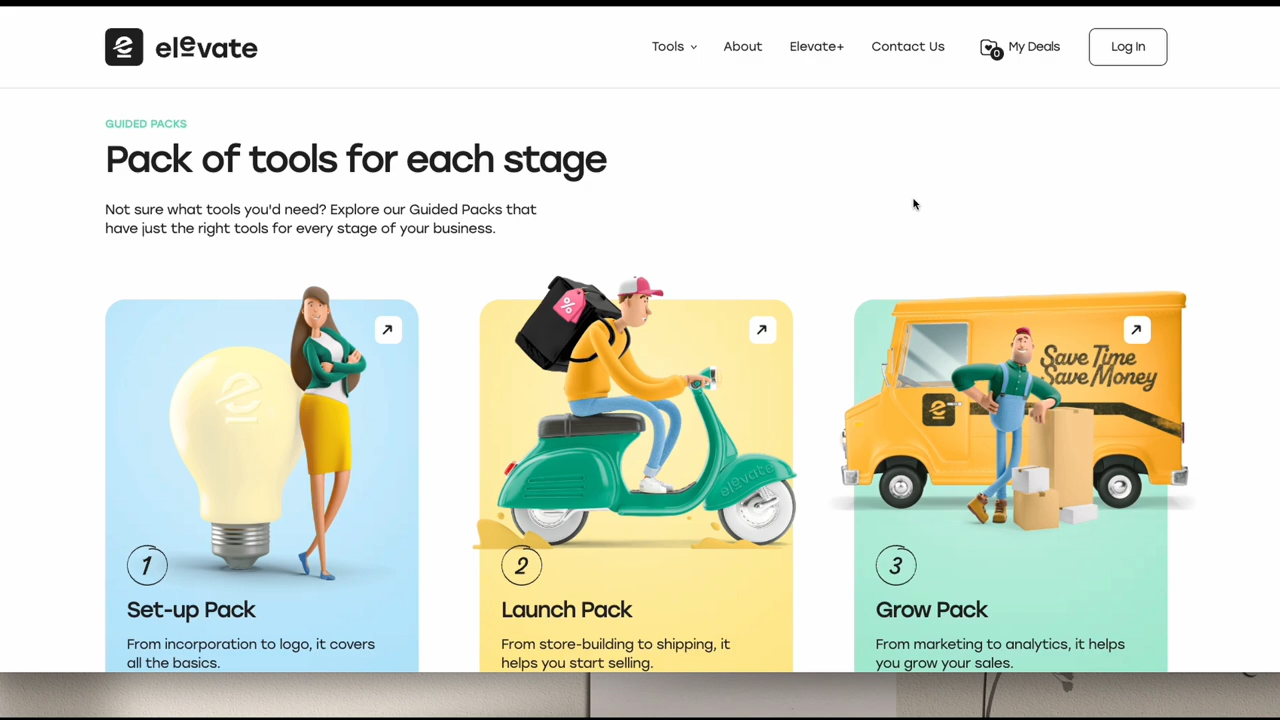 elevate
Tools
About
Elevate+
Contact Us
0
My Deals
Log In
GUIDED PACKS
Pack of tools for each stage
Not sure what tools you'd need? Explore our Guided Packs that
have just the right tools for every stage of your business.
%
elevate
Save Time
Save Money
1
2
3
Set-up Pack
Launch Pack
Grow Pack
From incorporation to logo, it covers
all the basics.
From store-building to shipping, it
helps you start selling.
From marketing to analytics, it helps
you grow your sales.